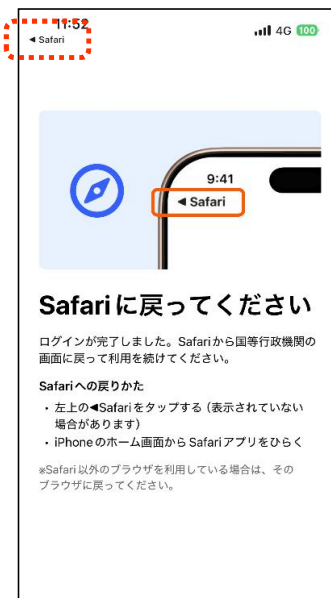 11:52
◀ Safari
4G 100
9:41
◀ Safari
Safariに戻ってください
ログインが完了しました。Safariから国等行政機関の
画面に戻って利用を続けてください。
Safariへの戻りかた
・左上の◀Safariをタップする（表示されていない
場合があります）
・iPhoneのホーム画面からSafariアプリをひらく
※Safari以外のブラウザを利用している場合は、その
ブラウザに戻ってください。